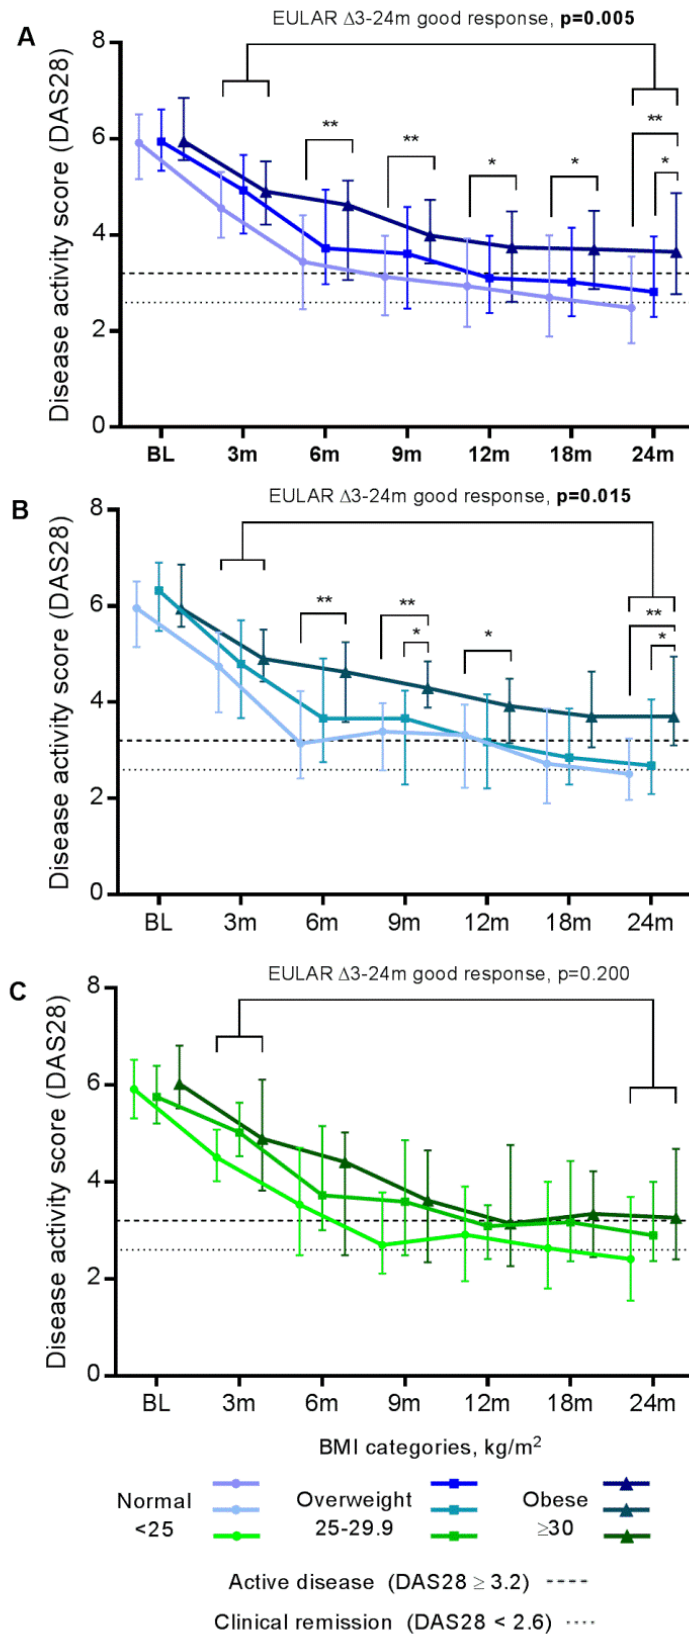 A
EULAR Δ3-24m good response, p=0.005
Disease activity score (DAS28)
8
6
4
2
0
**
**
*
*
**
*
BL 3m 6m 9m 12m 18m 24m
B
EULAR Δ3-24m good response, p=0.015
Disease activity score (DAS28)
8
6
4
2
0
**
**
*
*
**
*
BL 3m 6m 9m 12m 18m 24m
C
EULAR Δ3-24m good response, p=0.200
Disease activity score (DAS28)
8
6
4
2
0
BL 3m 6m 9m 12m 18m 24m
BMI categories, kg/m²
Normal Overweight Obese
<25 25-29.9 ≥30
Active disease (DAS28 ≥ 3.2)
Clinical remission (DAS28 < 2.6)